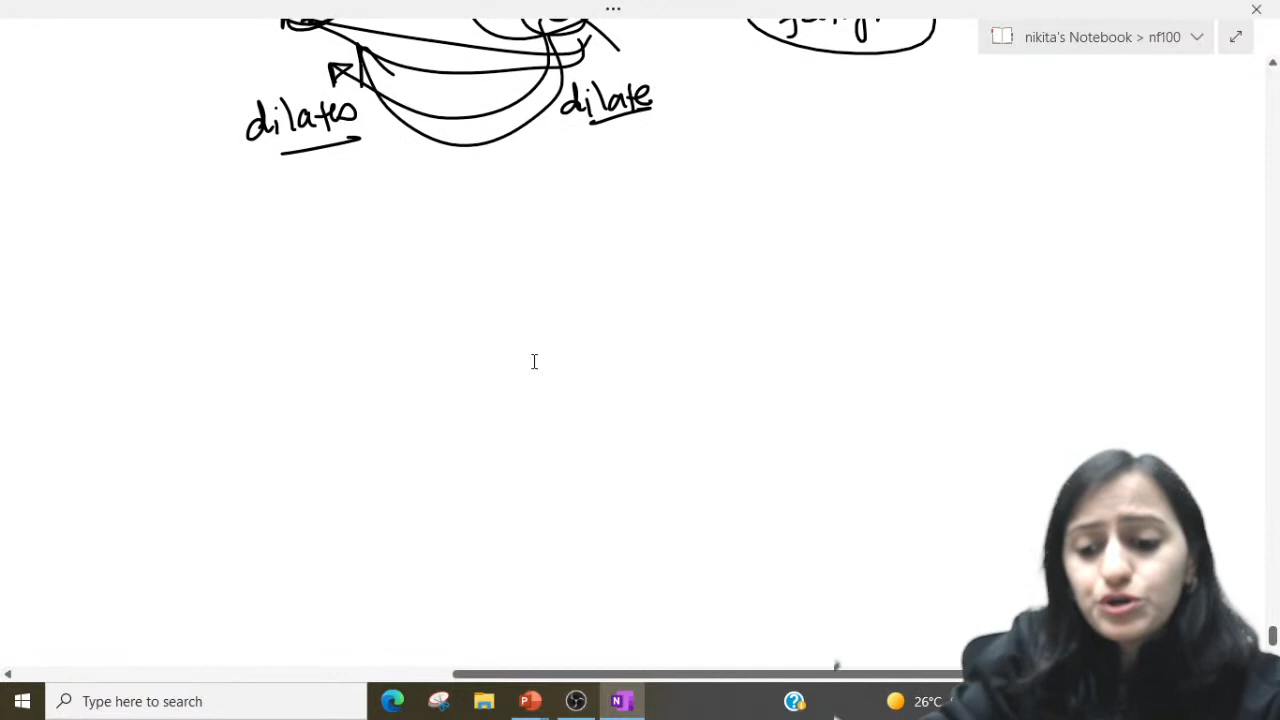 nikita's Notebook > nf100
dilates
dilate
Type here to search
26°C